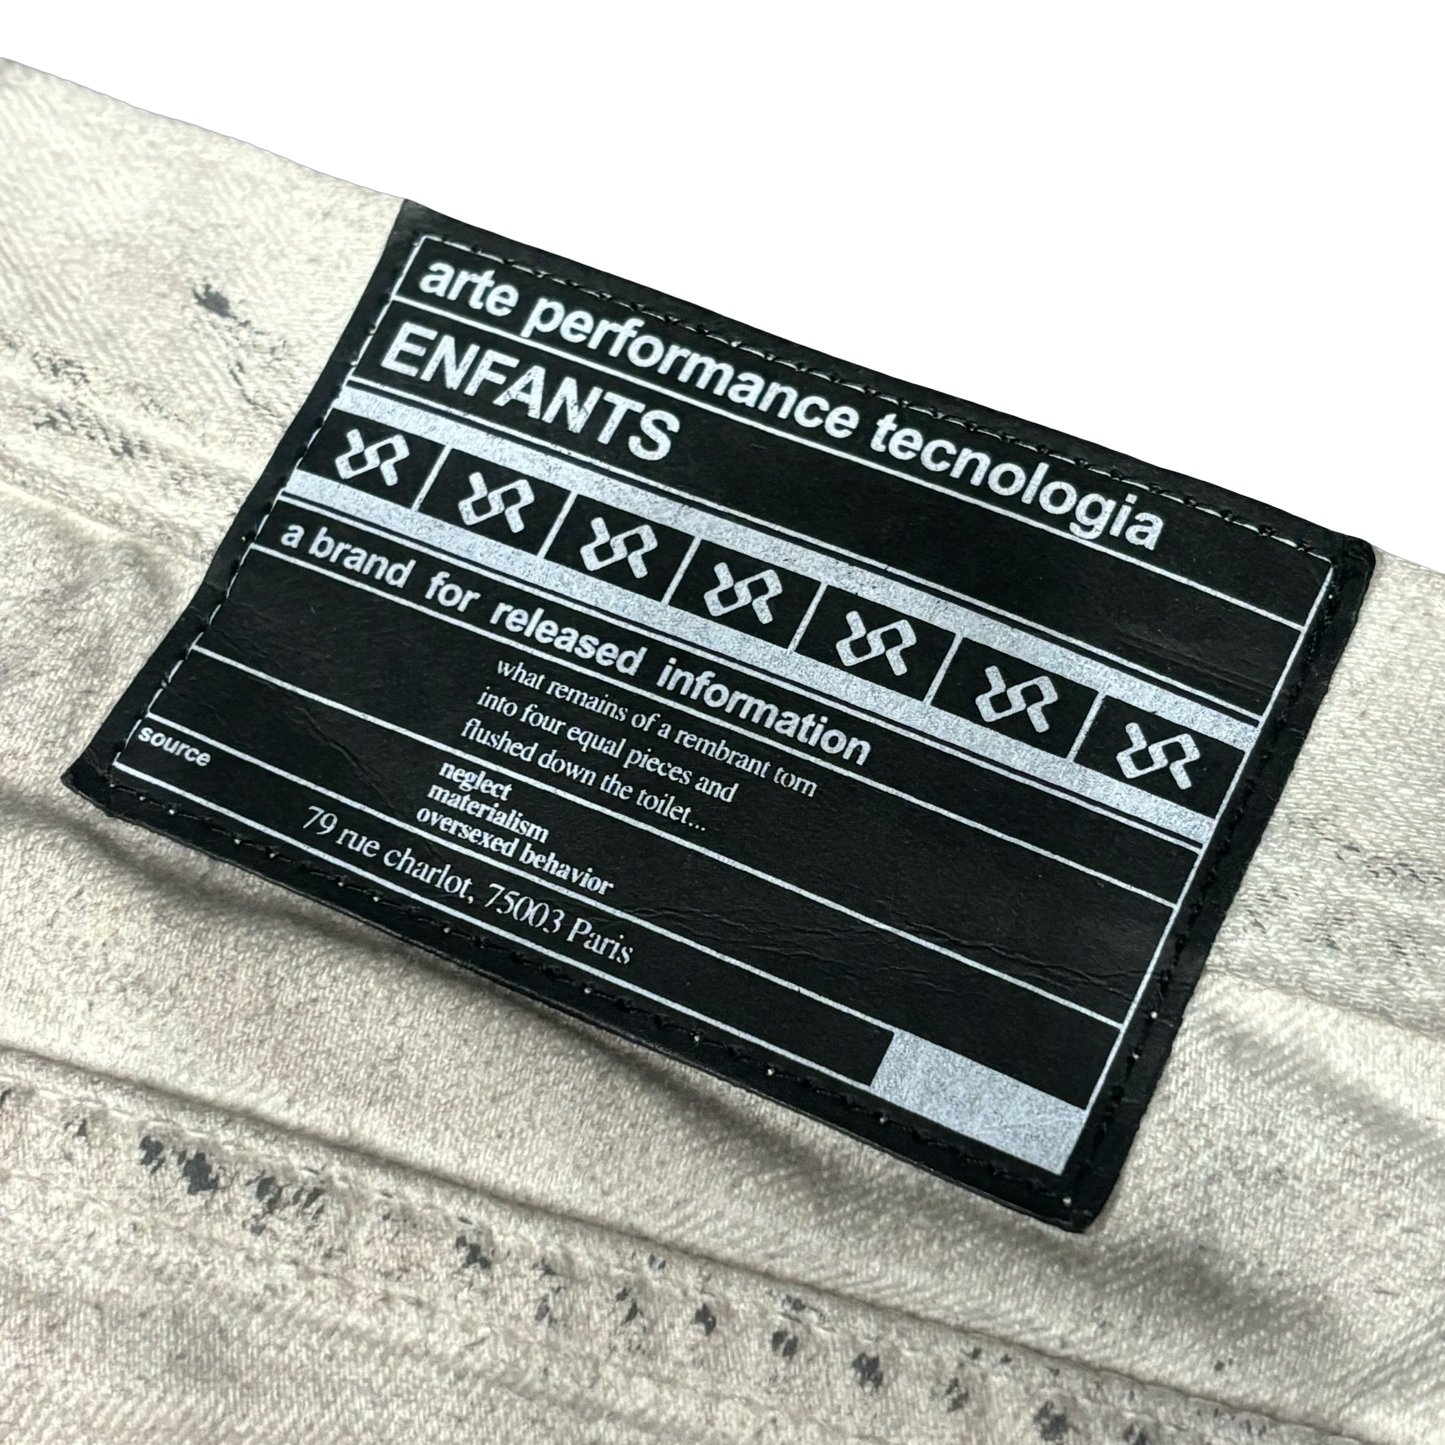 arte performance tecnologia
ENFANTS
a brand for released information
what remains of a rembrant torn
into four equal pieces and
flushed down the toilet...
neglect
materialism
oversexed behavior
source
79 rue charlot, 75003 Paris